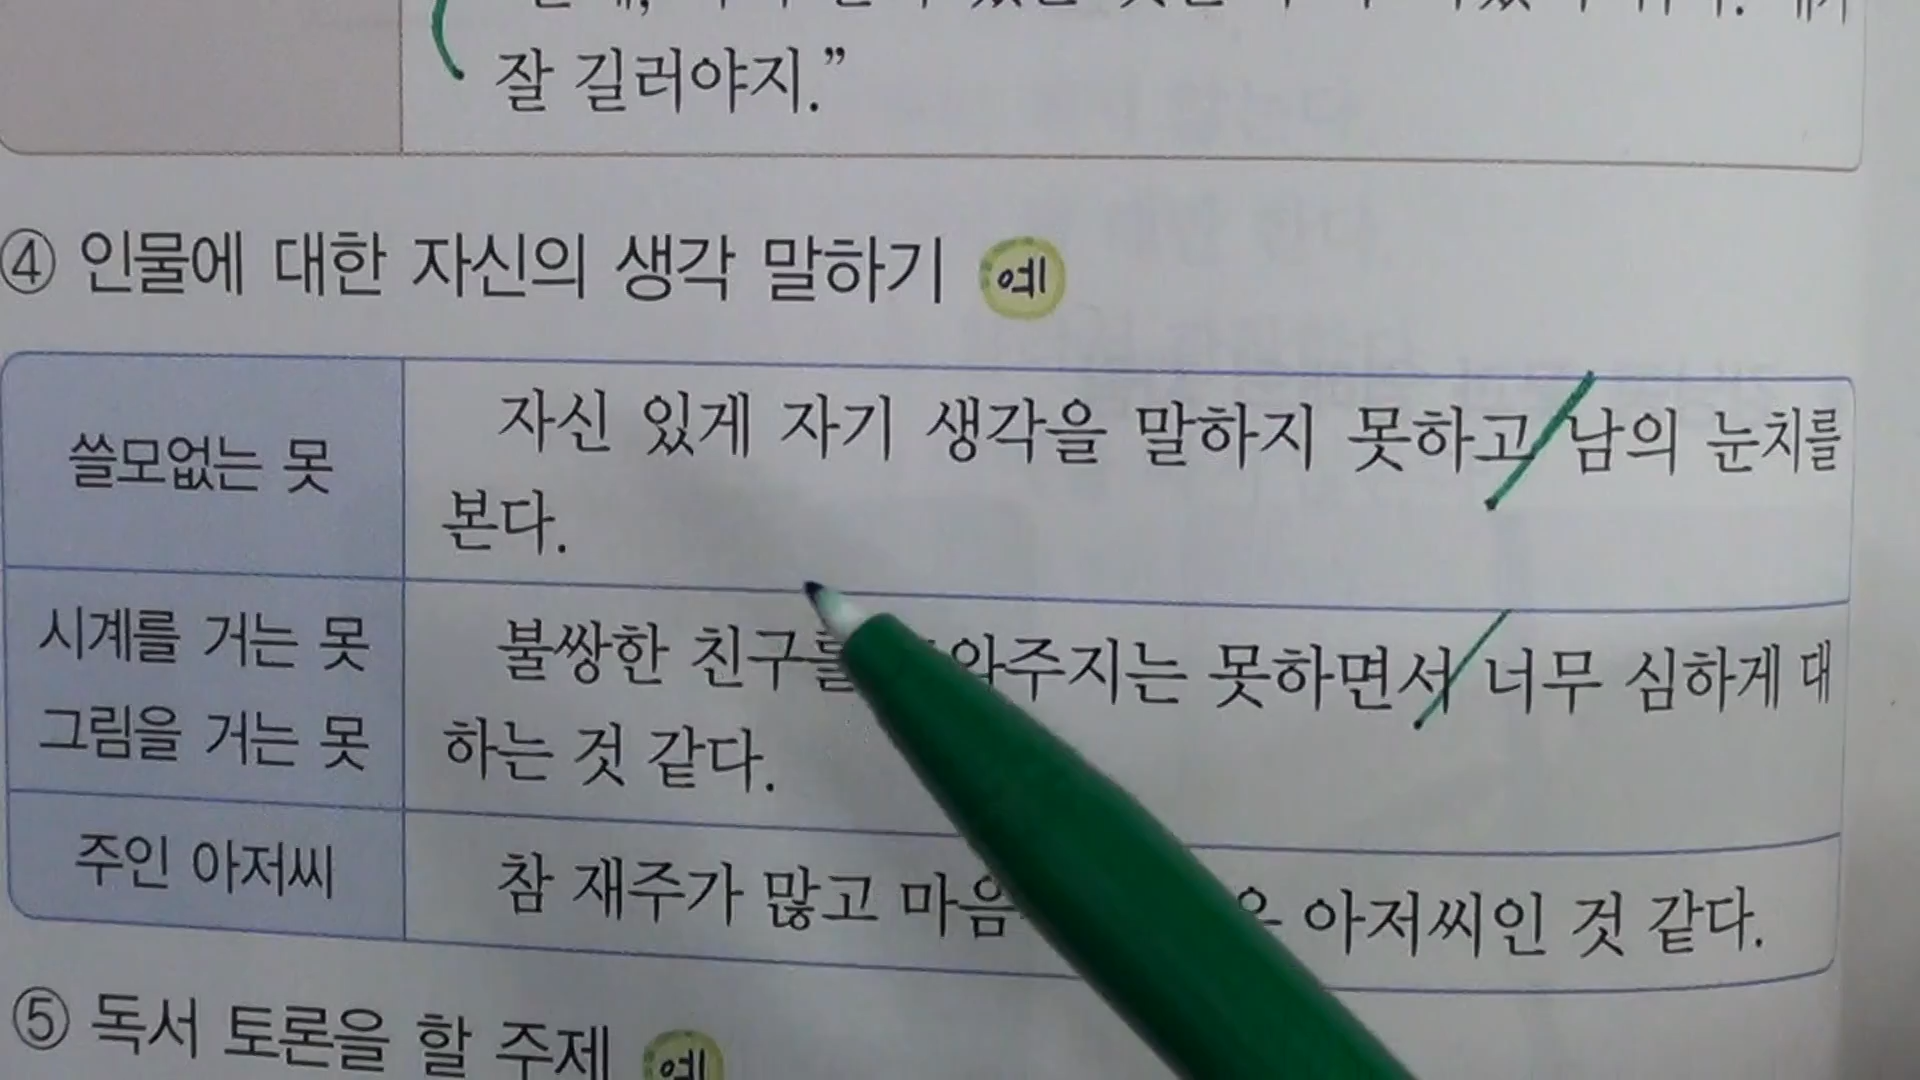 잘 길러야지.”
④ 인물에 대한 자신의 생각 말하기 예
쓸모없는 못
자신 있게 자기 생각을 말하지 못하고 남의 눈치를
본다.
시계를 거는 못
그림을 거는 못
불쌍한 친구를 못하면서 너무 심하게 대
하는 것 같다.
주인 아저씨
참 재주가 많고 아저씨인 것 같다.
⑤ 독서 토론을 할 주제 예